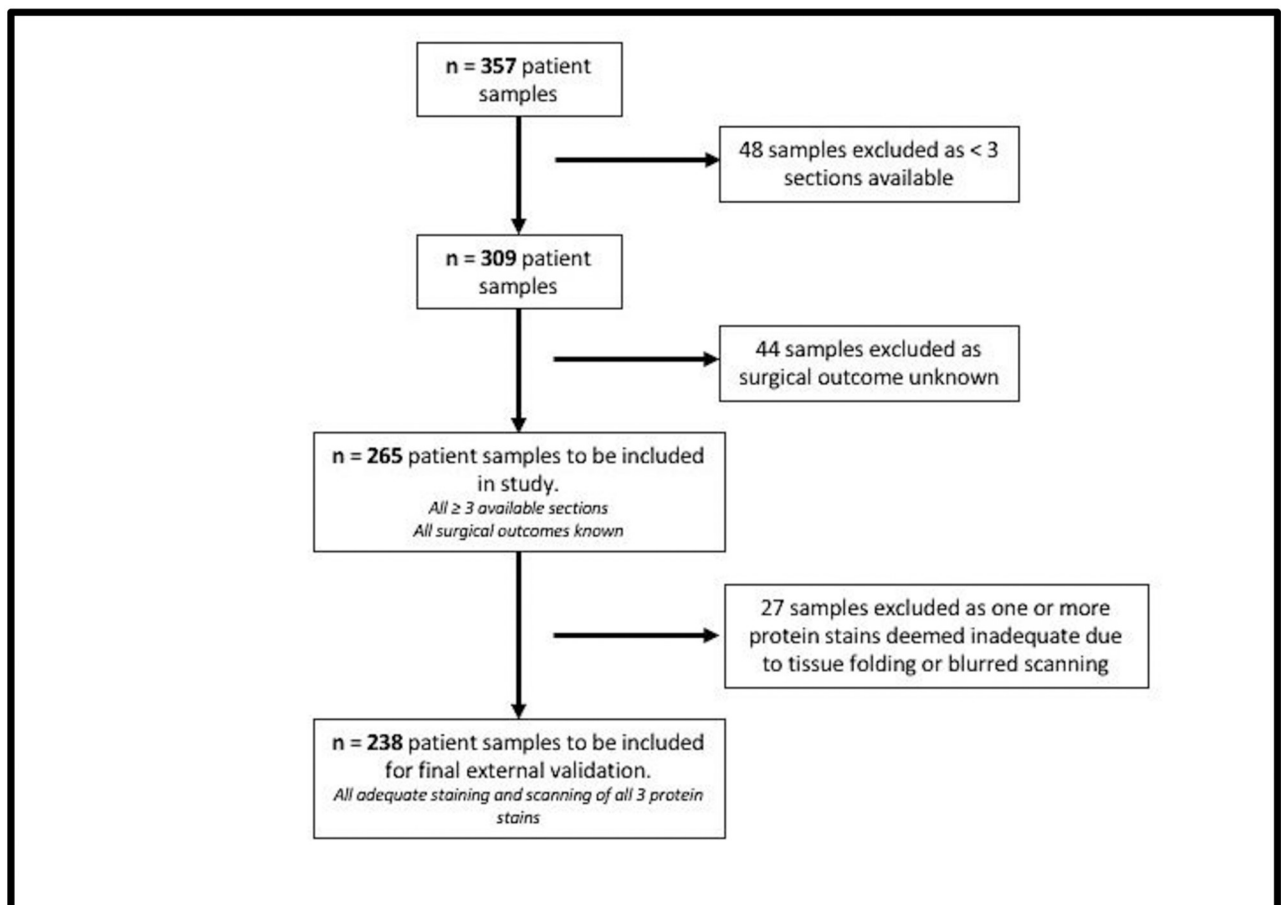 n = 357 patient
samples
48 samples excluded as < 3
sections available
n = 309 patient
samples
44 samples excluded as
surgical outcome unknown
n = 265 patient samples to be included
in study.
All ≥ 3 available sections
All surgical outcomes known
27 samples excluded as one or more
protein stains deemed inadequate due
to tissue folding or blurred scanning
n = 238 patient samples to be included
for final external validation.
All adequate staining and scanning of all 3 protein
stains